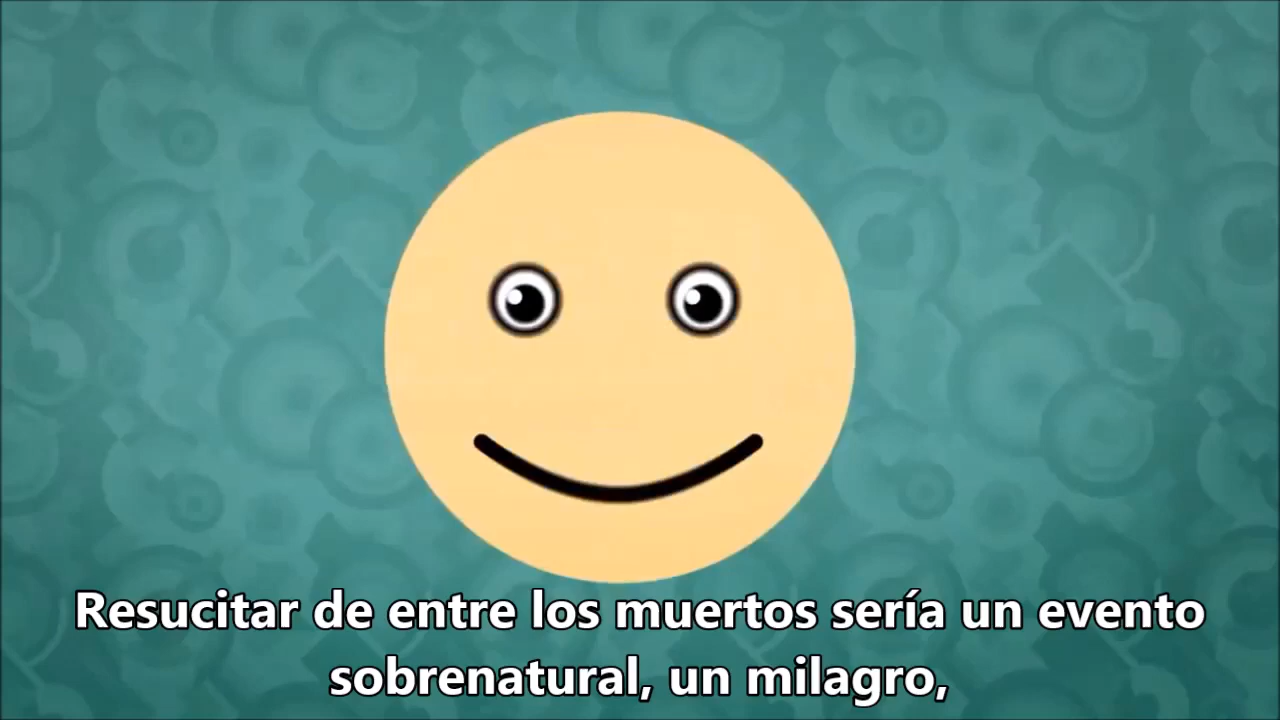 Resucitar de entre los muertos sería un evento
sobrenatural, un milagro,